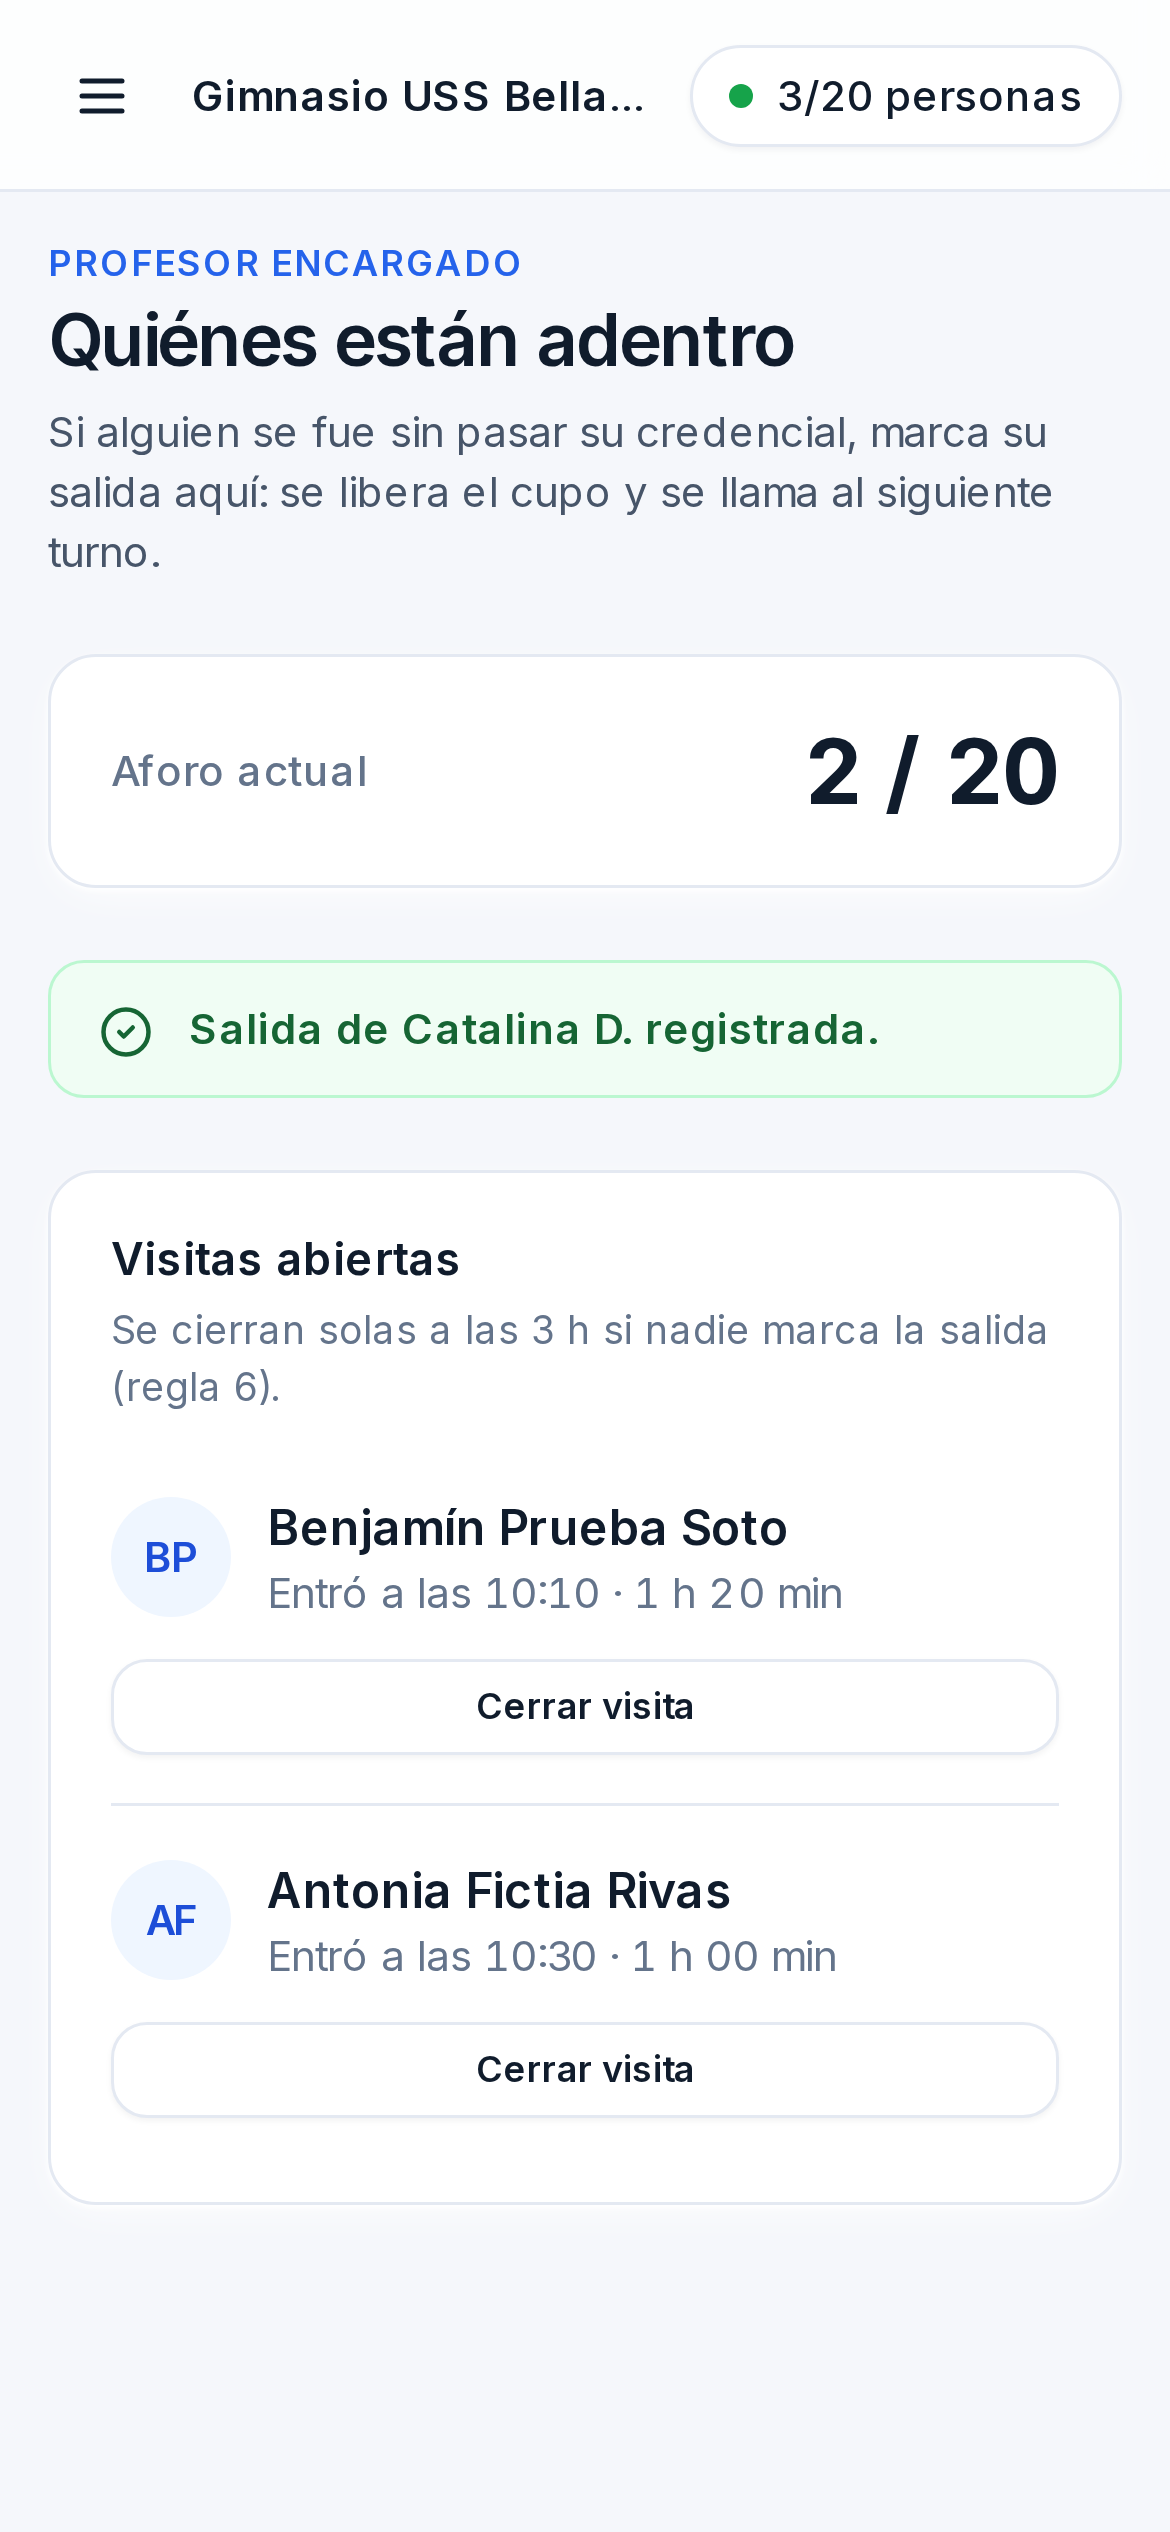 Gimnasio USS Bella...
3/20 personas
PROFESOR ENCARGADO
Quiénes están adentro
Si alguien se fue sin pasar su credencial, marca su
salida aquí: se libera el cupo y se llama al siguiente
turno.
Aforo actual
2 / 20
Salida de Catalina D. registrada.
Visitas abiertas
Se cierran solas a las 3 h si nadie marca la salida
(regla 6).
BP
Benjamín Prueba Soto
Entró a las 10:10 · 1 h 20 min
Cerrar visita
AF
Antonia Fictia Rivas
Entró a las 10:30 · 1 h 00 min
Cerrar visita